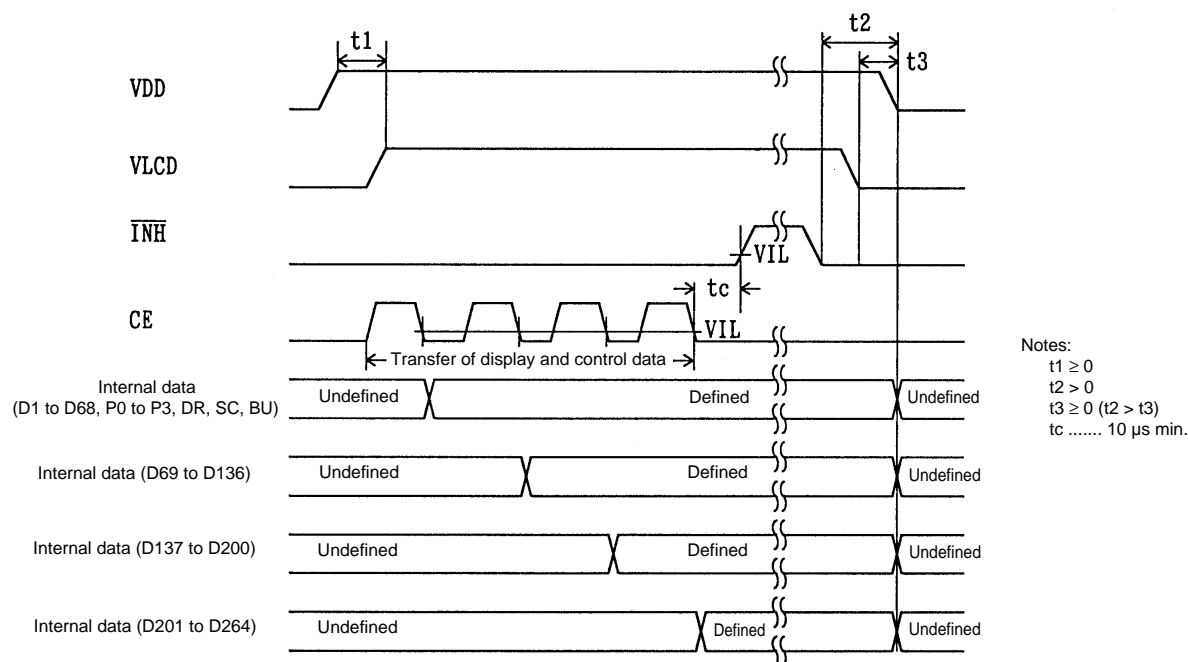 t1
t2
t3
VDD
VLCD
INH
VIL
tc
CE
VIL
Transfer of display and control data
Notes:
t1 ≥ 0
t2 > 0
t3 ≥ 0 (t2 > t3)
tc ....... 10 µs min.
Internal data
(D1 to D68, P0 to P3, DR, SC, BU)
Undefined
Defined
Undefined
Internal data (D69 to D136)
Undefined
Defined
Undefined
Internal data (D137 to D200)
Undefined
Defined
Undefined
Internal data (D201 to D264)
Undefined
Defined
Undefined